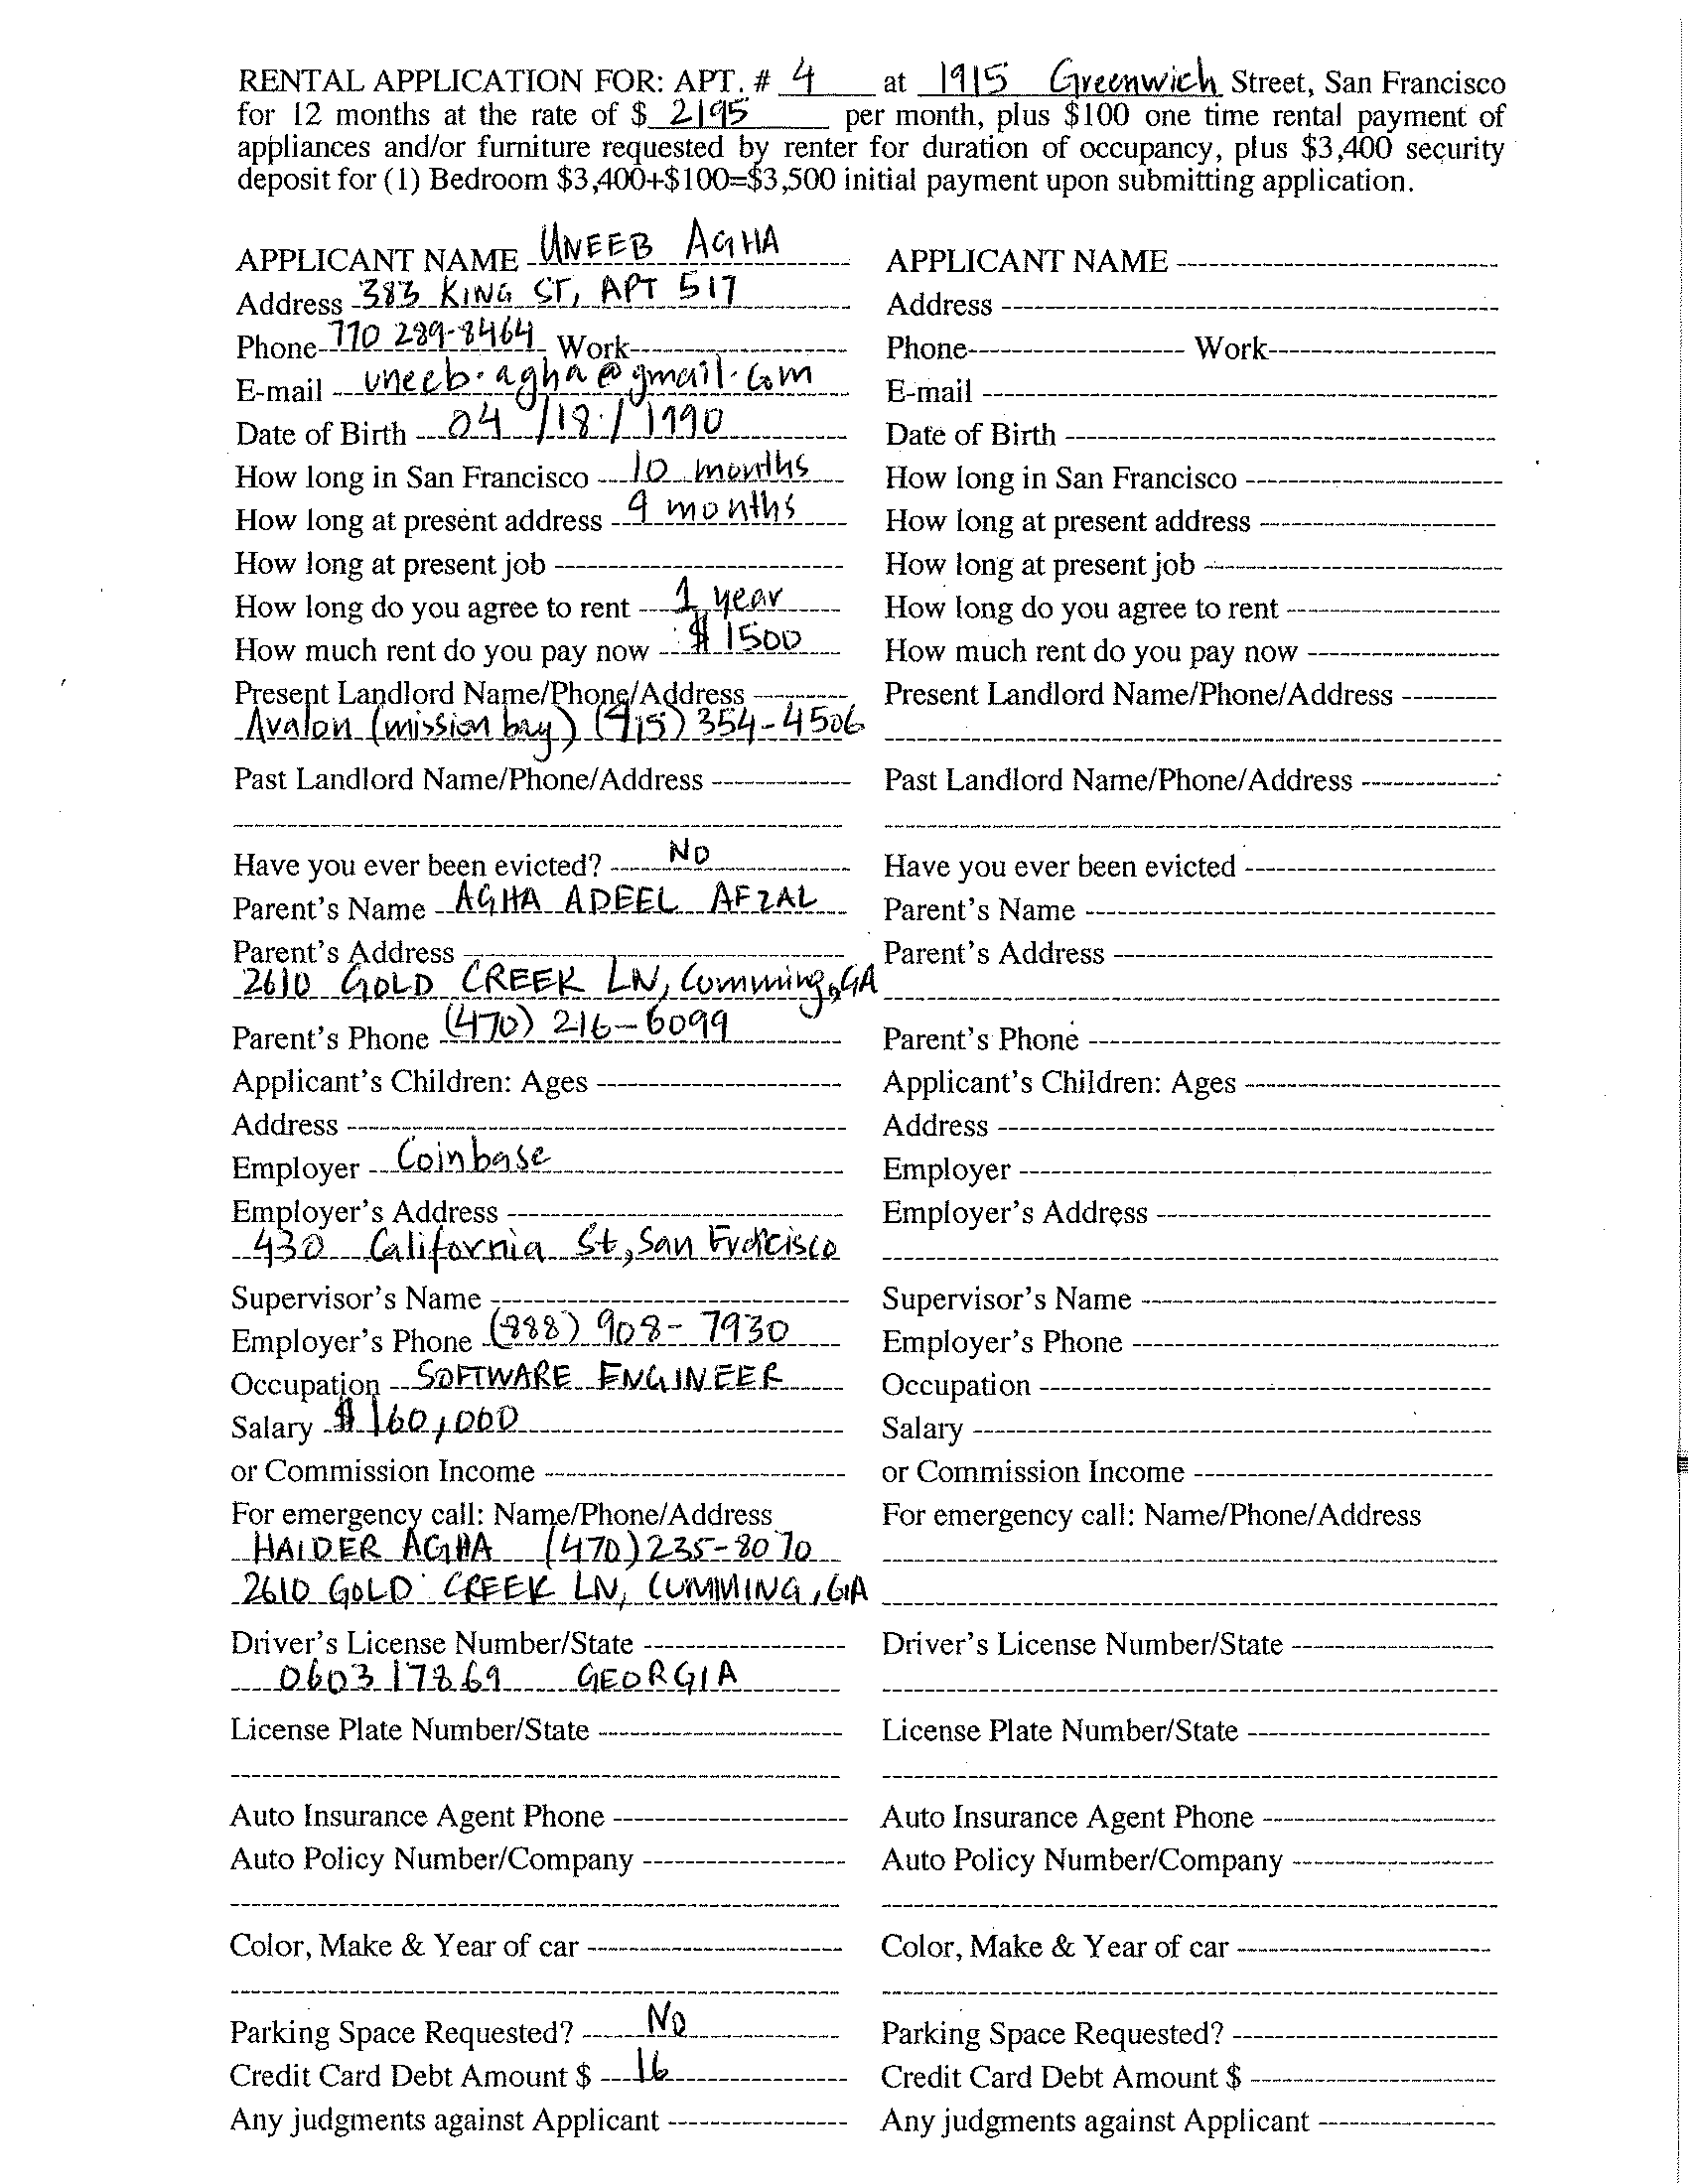 RENTAL APPLICATION FOR: APT. # 4 at 1915 Greenwich Street, San Francisco
for 12 months at the rate of $ 2195 per month, plus $100 one time rental payment of
appliances and/or furniture requested by renter for duration of occupancy, plus $3,400 security
deposit for (1) Bedroom $3,400+$100=$3,500 initial payment upon submitting application.
APPLICANT NAME UNEEB AGHA
Address 383 KING ST, APT 517
Phone 770 289-8464 Work
E-mail uneeb.agha@gmail.com
Date of Birth 04/18/1990
How long in San Francisco 10 months
How long at present address 9 months
How long at present job
How long do you agree to rent 1 year
How much rent do you pay now $1500
Present Landlord Name/Phone/Address
Avalon (mission bay) (415) 354-4506
Past Landlord Name/Phone/Address
Have you ever been evicted? NO
Parent's Name AGHA ADEEL AFZAL
Parent's Address
2610 GOLD CREEK LN, Cumming, GA
Parent's Phone (470) 216-6099
Applicant's Children: Ages
Address
Employer Coinbase
Employer's Address
430 California St, San Francisco
Supervisor's Name
Employer's Phone (888) 908-7930
Occupation SOFTWARE ENGINEER
Salary $160,000
or Commission Income
For emergency call: Name/Phone/Address
HAIDER AGHA (470)235-8070
2610 GOLD CREEK LN, CUMMING, GA
Driver's License Number/State
060317869 GEORGIA
License Plate Number/State
Auto Insurance Agent Phone
Auto Policy Number/Company
Color, Make & Year of car
Parking Space Requested? NO
Credit Card Debt Amount $ 16
Any judgments against Applicant
APPLICANT NAME
Address
Phone Work
E-mail
Date of Birth
How long in San Francisco
How long at present address
How long at present job
How long do you agree to rent
How much rent do you pay now
Present Landlord Name/Phone/Address
Past Landlord Name/Phone/Address
Have you ever been evicted
Parent's Name
Parent's Address
Parent's Phone
Applicant's Children: Ages
Address
Employer
Employer's Address
Supervisor's Name
Employer's Phone
Occupation
Salary
or Commission Income
For emergency call: Name/Phone/Address
Driver's License Number/State
License Plate Number/State
Auto Insurance Agent Phone
Auto Policy Number/Company
Color, Make & Year of car
Parking Space Requested?
Credit Card Debt Amount $
Any judgments against Applicant